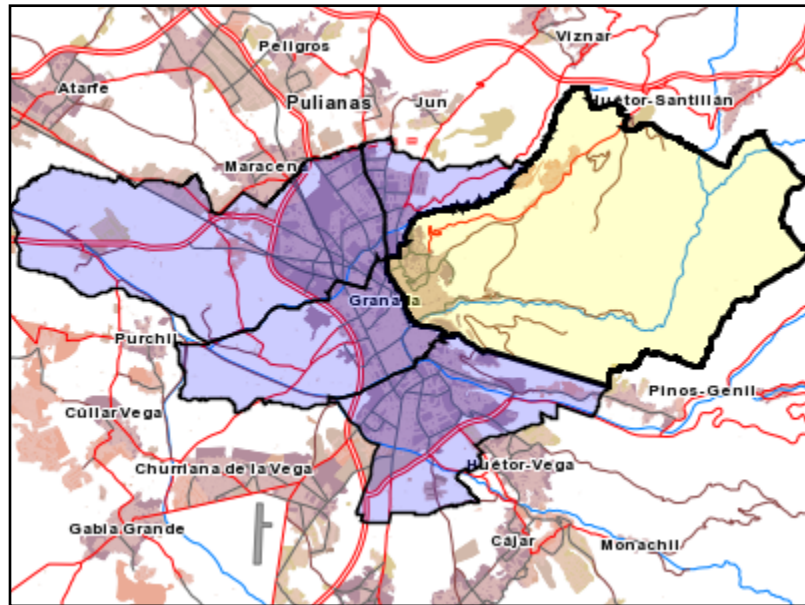 Víznar
Peligros
Atarfe
Huétor-Santillán
Pulianas
Jun
Maracena
Granada
Purchil
Pinos-Genil
Cúllar Vega
Churriana de la Vega
Huétor-Vega
Gabia Grande
Cájar
Monachil